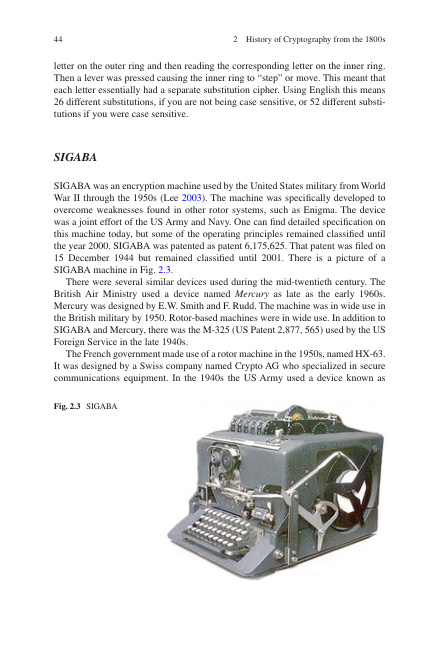 44
2 History of Cryptography from the 1800s
letter on the outer ring and then reading the corresponding letter on the inner ring.
Then a lever was pressed causing the inner ring to “step” or move. This meant that
each letter essentially had a separate substitution cipher. Using English this means
26 different substitutions, if you are not being case sensitive, or 52 different substi-
tutions if you were case sensitive.
SIGABA
SIGABA was an encryption machine used by the United States military from World
War II through the 1950s (Lee 2003). The machine was specifically developed to
overcome weaknesses found in other rotor systems, such as Enigma. The device
was a joint effort of the US Army and Navy. One can find detailed specification on
this machine today, but some of the operating principles remained classified until
the year 2000. SIGABA was patented as patent 6,175,625. That patent was filed on
15 December 1944 but remained classified until 2001. There is a picture of a
SIGABA machine in Fig. 2.3.
There were several similar devices used during the mid-twentieth century. The
British Air Ministry used a device named Mercury as late as the early 1960s.
Mercury was designed by E.W. Smith and F. Rudd. The machine was in wide use in
the British military by 1950. Rotor-based machines were in wide use. In addition to
SIGABA and Mercury, there was the M-325 (US Patent 2,877, 565) used by the US
Foreign Service in the late 1940s.
The French government made use of a rotor machine in the 1950s, named HX-63.
It was designed by a Swiss company named Crypto AG who specialized in secure
communications equipment. In the 1940s the US Army used a device known as
Fig. 2.3 SIGABA